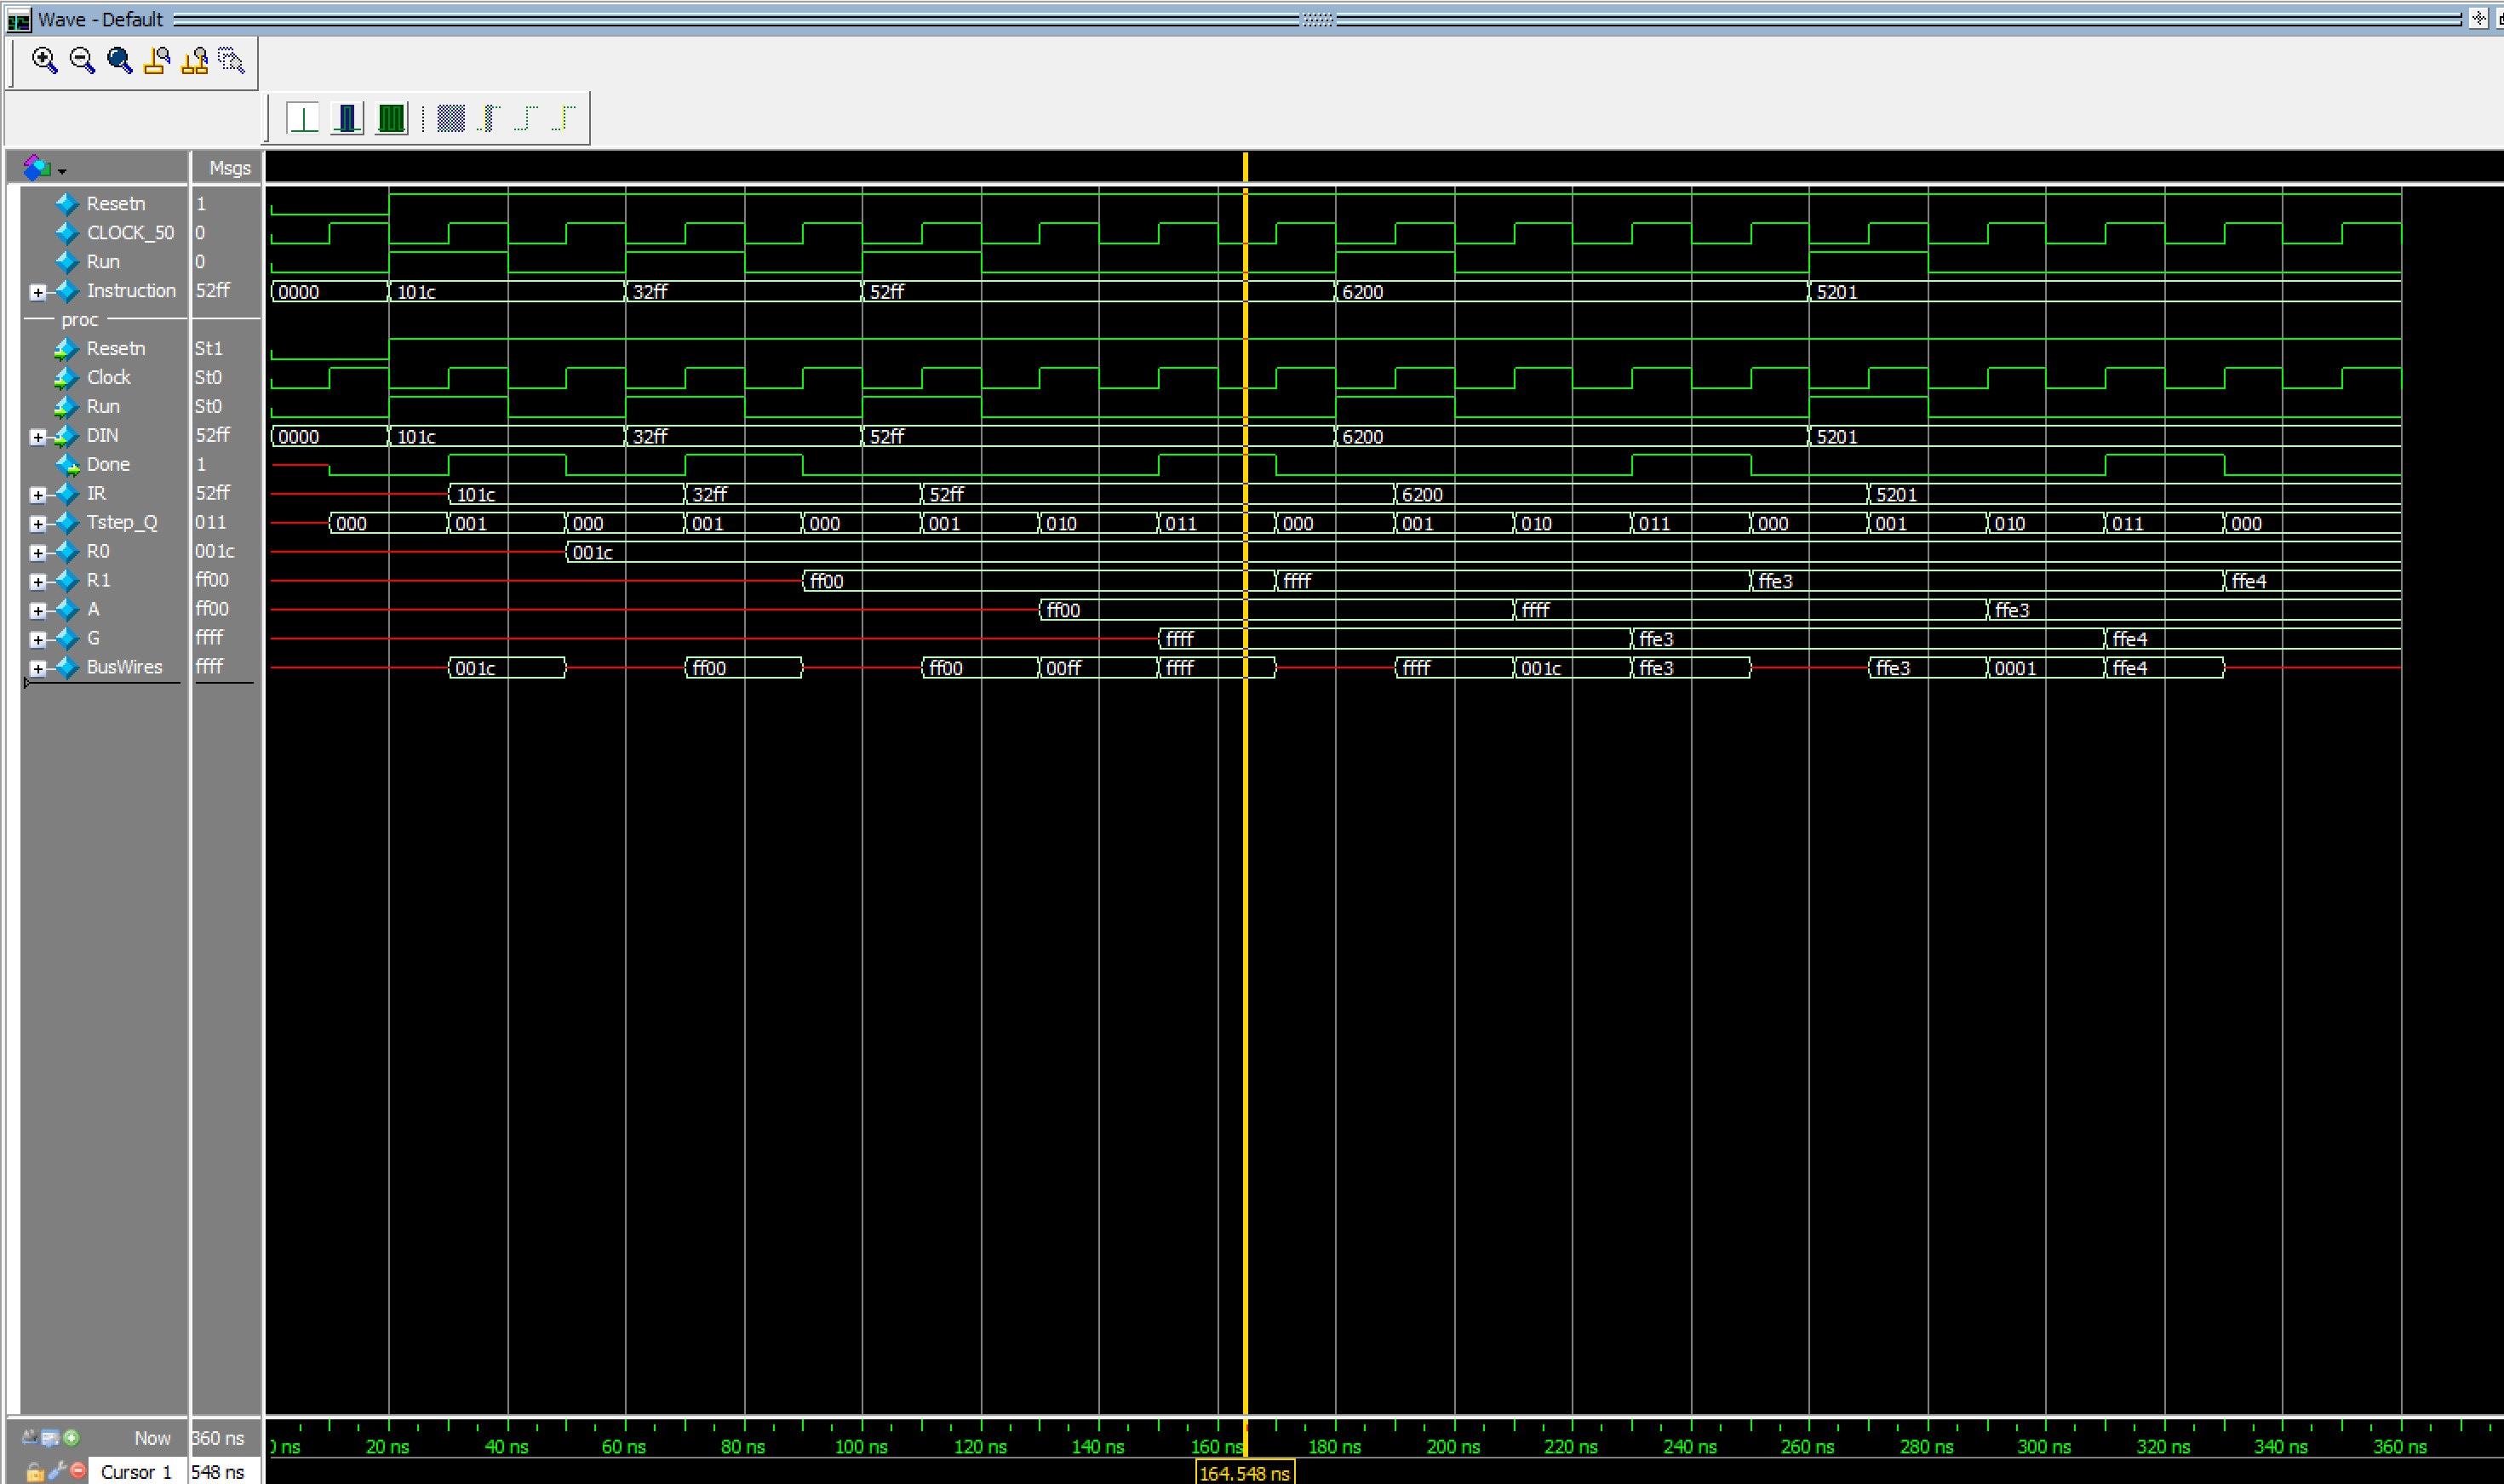 Wave - Default
Msgs
Resetn 1
CLOCK_50 0
Run 0
Instruction 52ff 0000 101c 32ff 52ff 6200 5201
proc
Resetn St1
Clock St0
Run St0
DIN 52ff 0000 101c 32ff 52ff 6200 5201
Done 1
IR 52ff 101c 32ff 52ff 6200 5201
Tstep_Q 011 000 001 000 001 000 001 010 011 000 001 010 011 000 001 010 011 000
R0 001c 001c
R1 ff00 ff00 ffff ffe3 ffe4
A ff00 ff00 ffff ffe3
G ffff ffff ffe3 ffe4
BusWires ffff 001c ff00 ff00 00ff ffff ffff 001c ffe3 ffe3 0001 ffe4
Now 360 ns ns 20 ns 40 ns 60 ns 80 ns 100 ns 120 ns 140 ns 160 ns 180 ns 200 ns 220 ns 240 ns 260 ns 280 ns 300 ns 320 ns 340 ns 360 ns
Cursor 1 548 ns 164.548 ns